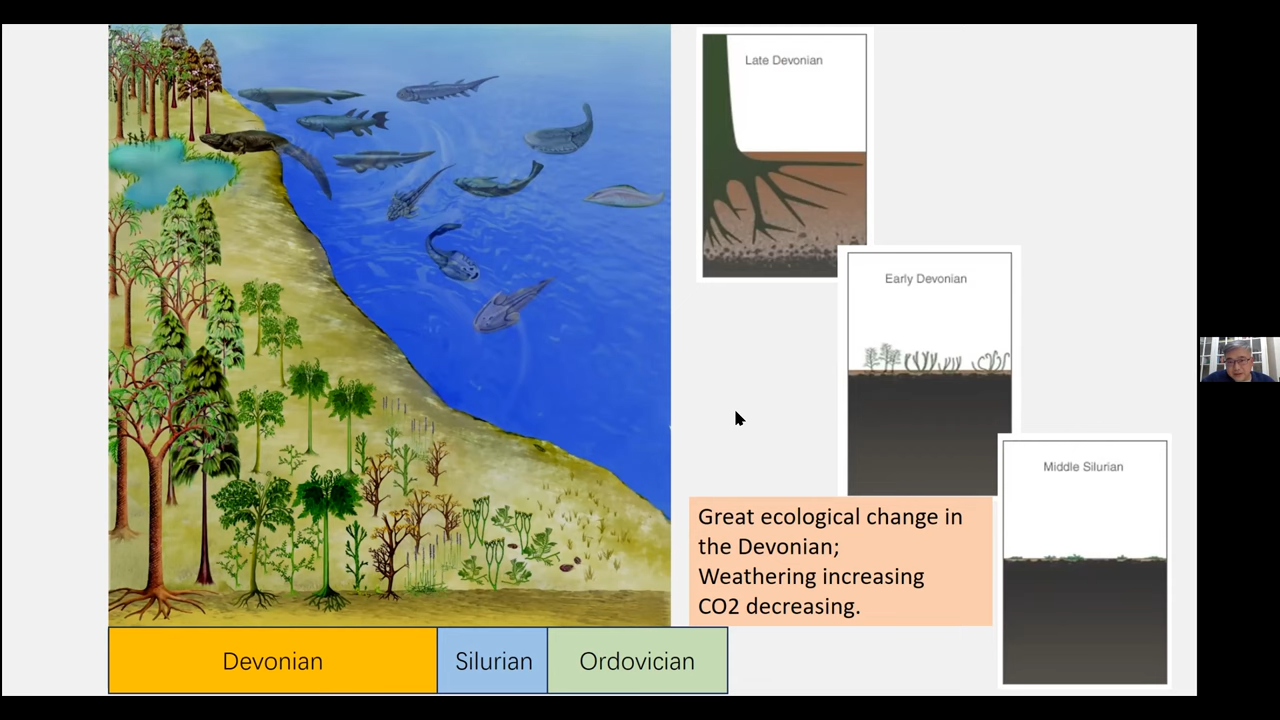 Late Devonian
Early Devonian
Middle Silurian
Great ecological change in
the Devonian;
Weathering increasing
CO2 decreasing.
Devonian
Silurian
Ordovician